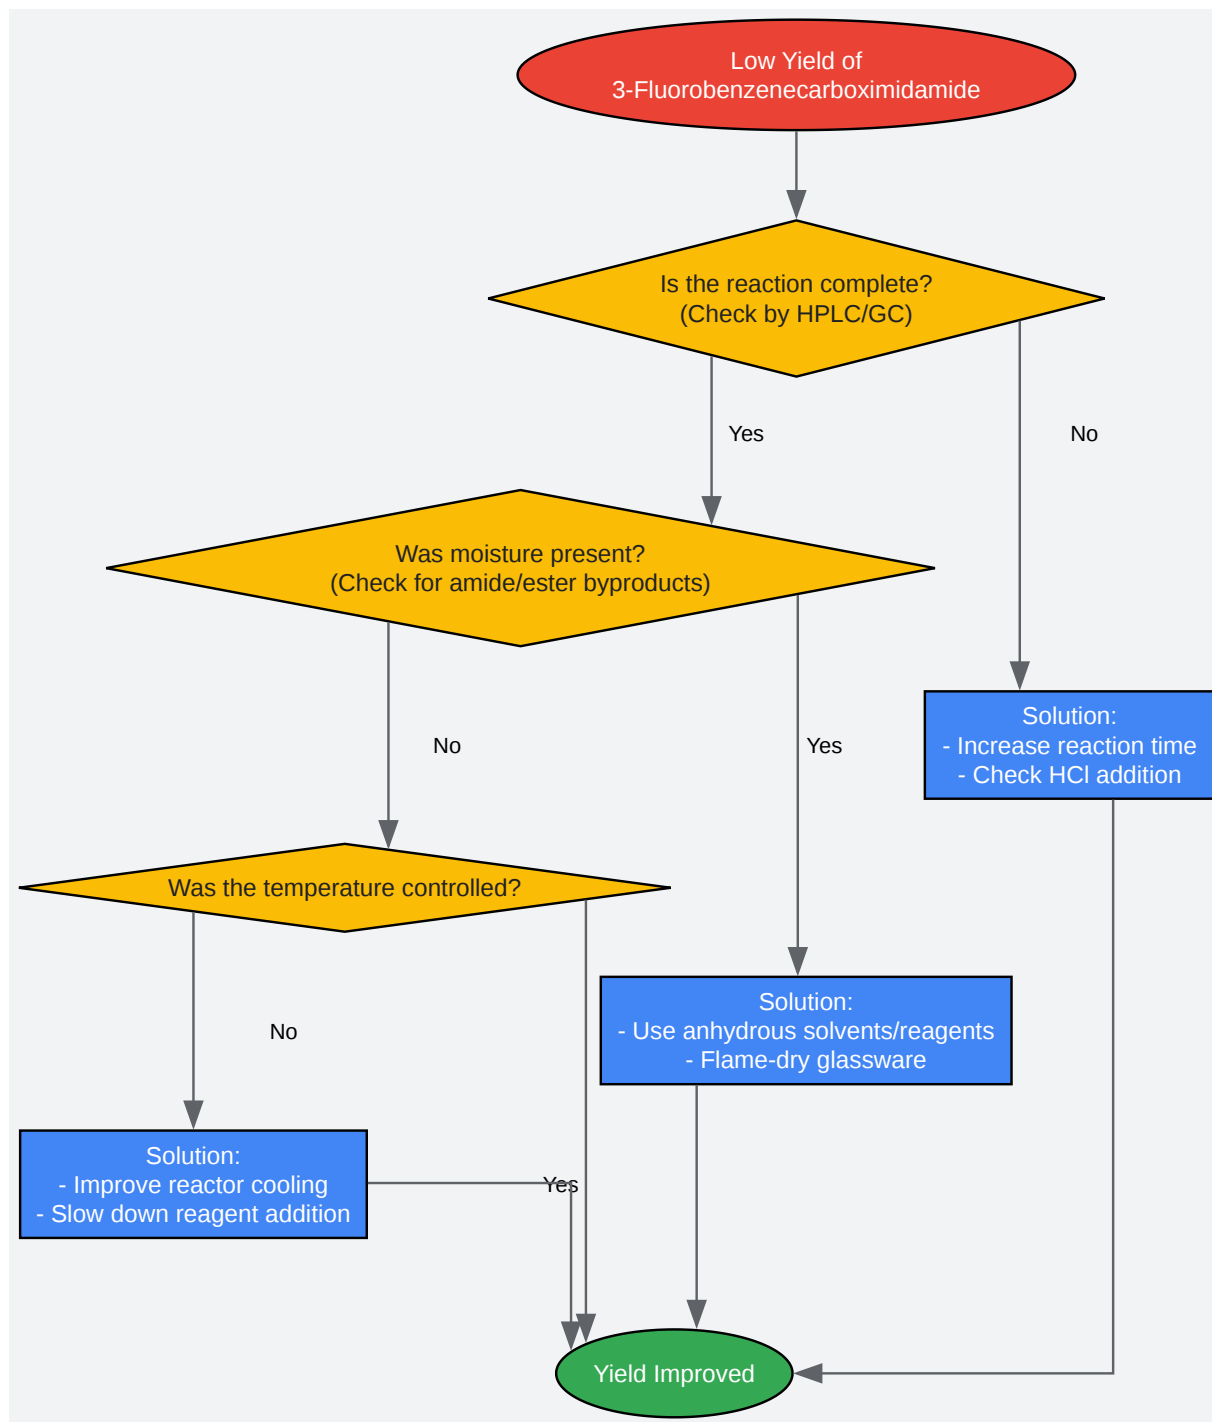 Low Yield of
3-Fluorobenzenecarboximidamide
Is the reaction complete?
(Check by HPLC/GC)
Yes
No
Was moisture present?
(Check for amide/ester byproducts)
Solution:
- Increase reaction time
- Check HCl addition
No
Yes
Was the temperature controlled?
Solution:
- Use anhydrous solvents/reagents
- Flame-dry glassware
No
Solution:
- Improve reactor cooling
- Slow down reagent addition
Yes
Yield Improved